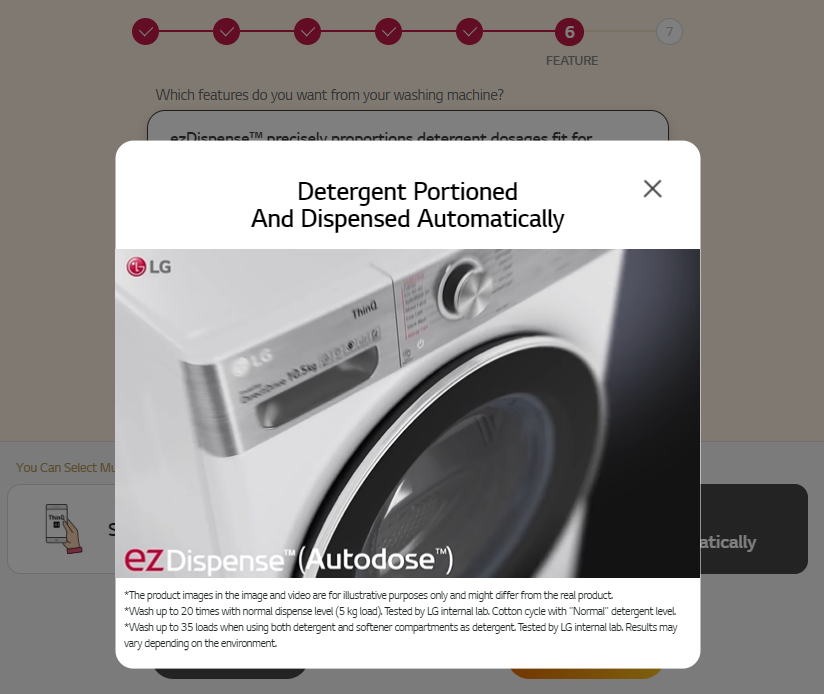 6
7
FEATURE
Which features do you want from your washing machine?
ezDispense™ precisely proportions detergent dosages fit for
Detergent Portioned
And Dispensed Automatically
LG
ThinQ
LG
DirectDrive 10.5kg
ezDispense™ (Autodose™)
You Can Select Mu
ThinQ
S
atically
*The product images in the image and video are for illustrative purposes only and might differ from the real product.
*Wash up to 20 times with normal dispense level (5 kg load). Tested by LG internal lab. Cotton cycle with "Normal" detergent level.
*Wash up to 35 loads when using both detergent and softener compartments as detergent. Tested by LG internal lab. Results may
vary depending on the environment.